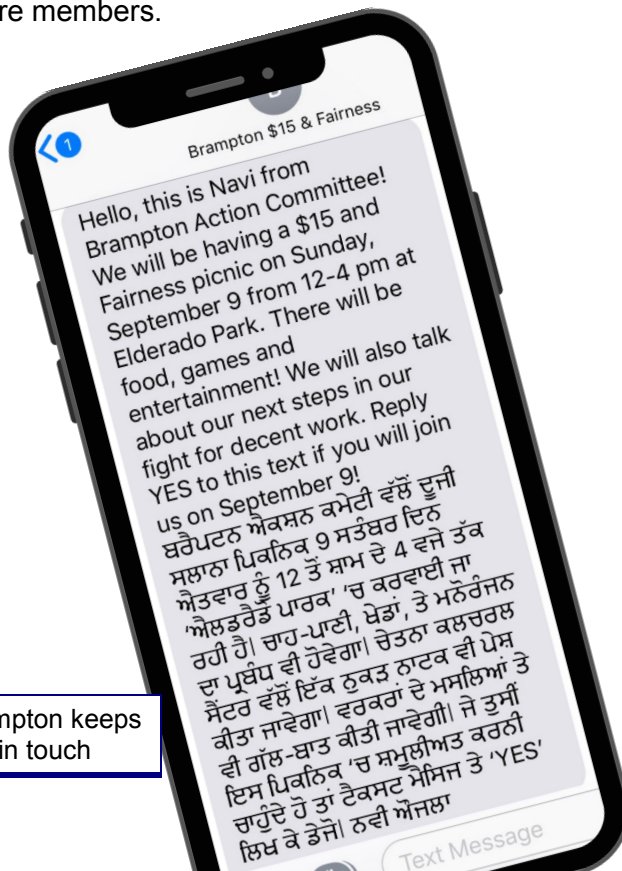 re members.
1
Brampton $15 & Fairness
Hello, this is Navi from
Brampton Action Committee!
We will be having a $15 and
Fairness picnic on Sunday,
September 9 from 12-4 pm at
Elderado Park. There will be
food, games and
entertainment! We will also talk
about our next steps in our
fight for decent work. Reply
YES to this text if you will join
us on September 9!
ਬਰੈਪਟਨ ਐਕਸ਼ਨ ਕਮੇਟੀ ਵੱਲੋਂ ਦੂਜੀ
ਸਲਾਨਾ ਪਿਕਨਿਕ 9 ਸਤੰਬਰ ਦਿਨ
ਐਤਵਾਰ ਨੂੰ 12 ਤੋਂ ਸ਼ਾਮ ਦੇ 4 ਵਜੇ ਤੱਕ
'ਐਲਡਰੈਡੋ ਪਾਰਕ' 'ਚ ਕਰਵਾਈ ਜਾ
ਰਹੀ ਹੈ। ਚਾਹ-ਪਾਣੀ, ਖੇਡਾਂ, ਤੇ ਮਨੋਰੰਜਨ
ਦਾ ਪ੍ਰਬੰਧ ਵੀ ਹੋਵੇਗਾ। ਚੇਤਨਾ ਕਲਚਰਲ
ਸੈਂਟਰ ਵੱਲੋਂ ਇੱਕ ਨੁਕੜ ਨਾਟਕ ਵੀ ਪੇਸ਼
ਕੀਤਾ ਜਾਵੇਗਾ। ਵਰਕਰਾਂ ਦੇ ਮਸਲਿਆਂ ਤੇ
ਵੀ ਗੱਲ-ਬਾਤ ਕੀਤੀ ਜਾਵੇਗੀ। ਜੇ ਤੁਸੀਂ
ਇਸ ਪਿਕਨਿਕ 'ਚ ਸ਼ਮੂਲੀਅਤ ਕਰਨੀ
ਚਾਹੁੰਦੇ ਹੋ ਤਾਂ ਟੈਕਸਟ ਮੈਸਿਜ ਤੇ 'YES'
ਲਿਖ ਕੇ ਭੇਜੋ। ਨਵੀ ਔਜਲਾ
Text Message
mpton keeps
in touch